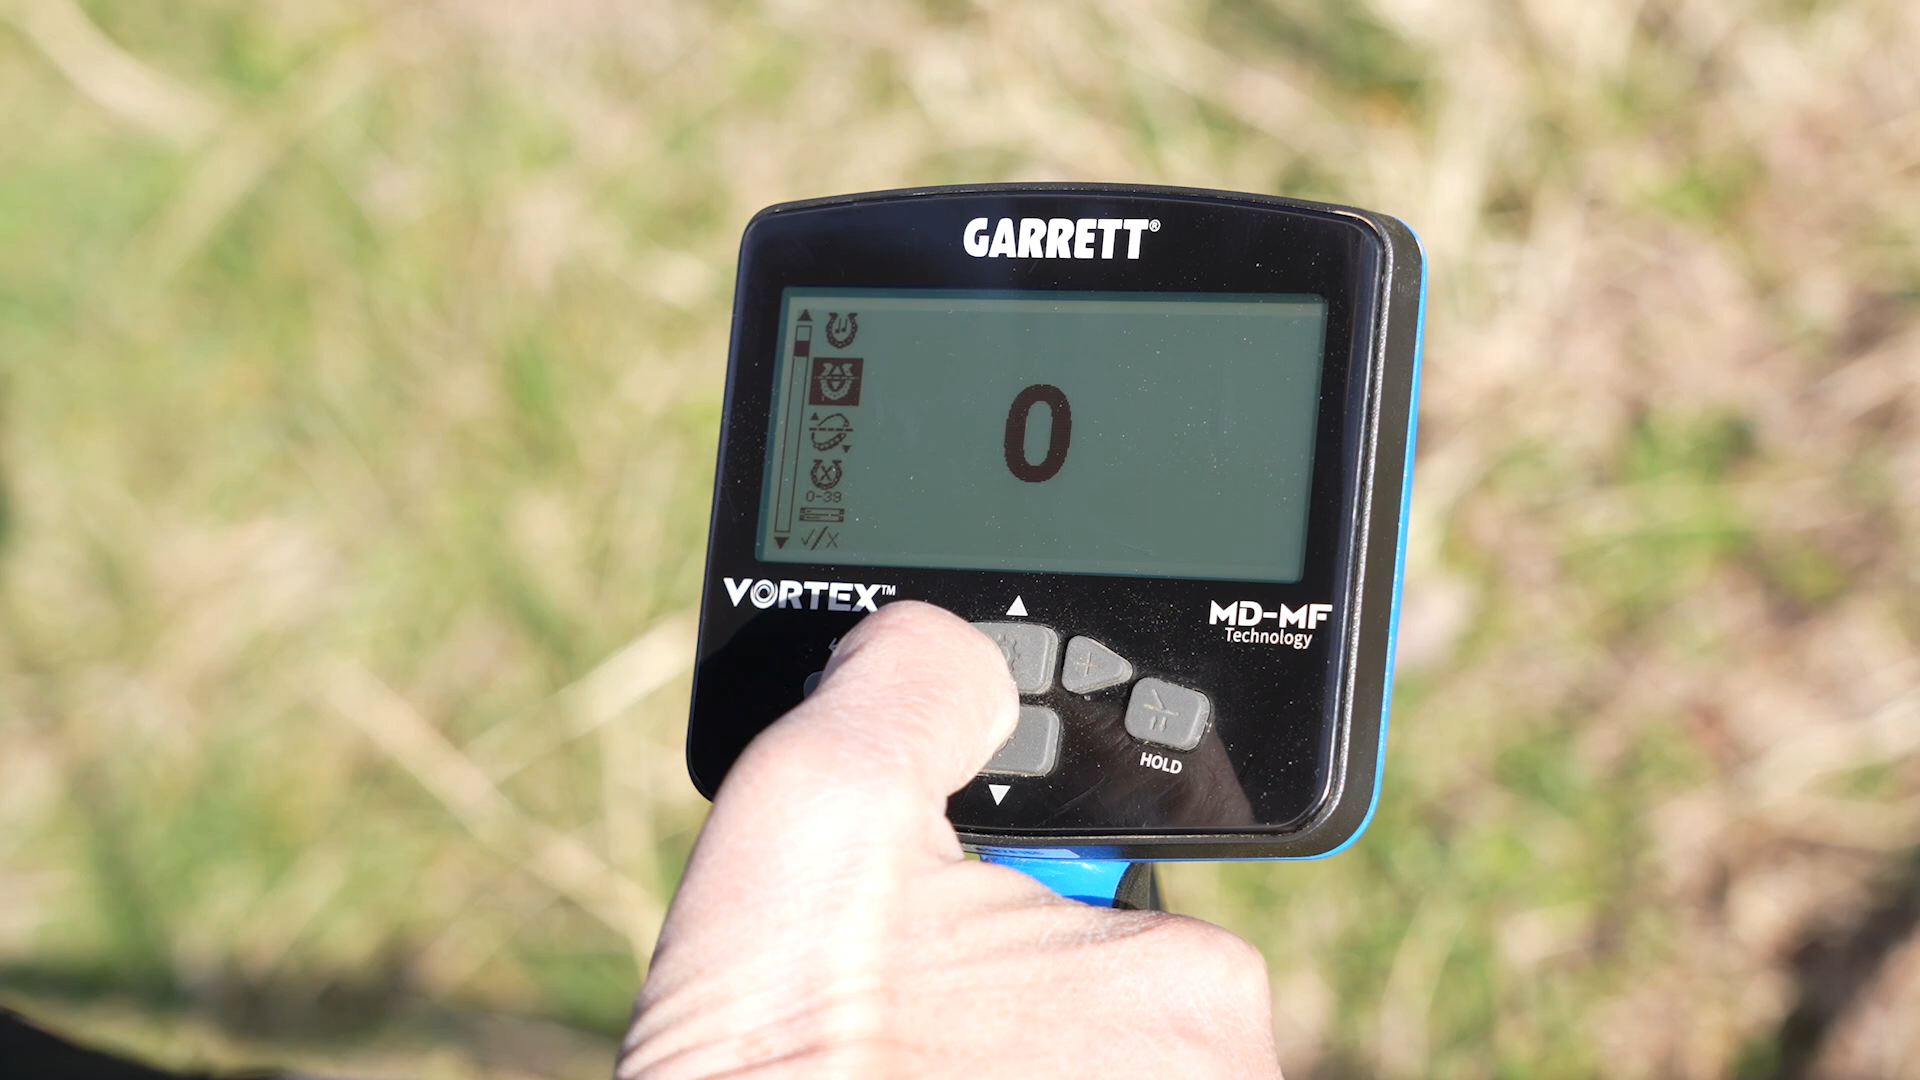 GARRETT®
0
0-39
✓/X
VORTEX™
MD-MF
Technology
HOLD